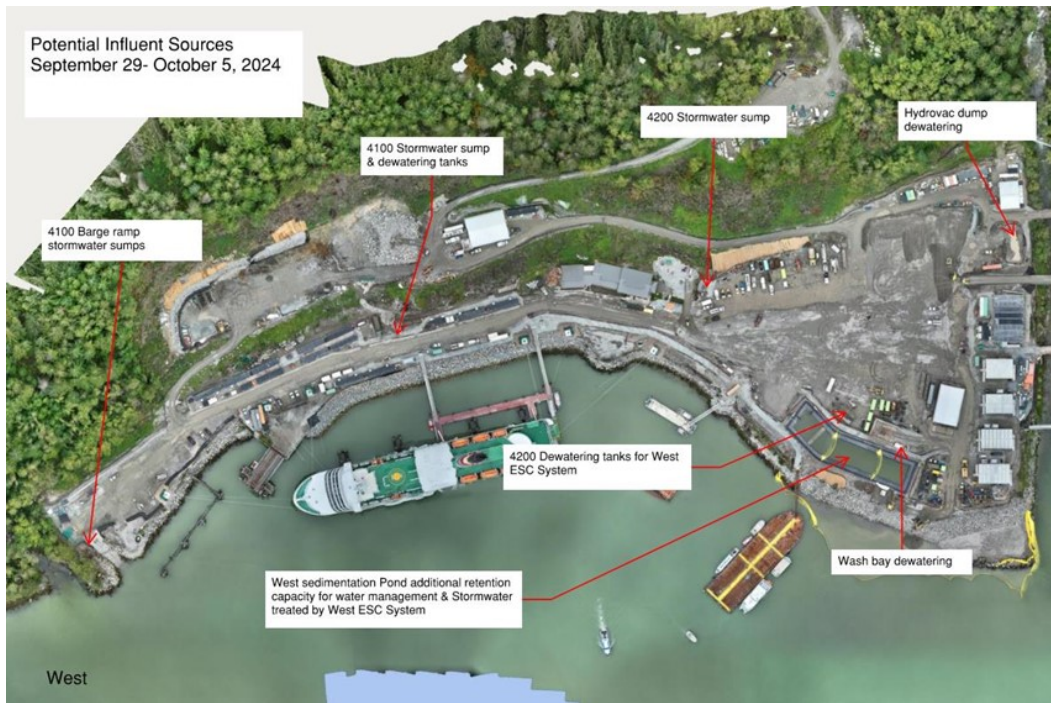 Potential Influent Sources
September 29- October 5, 2024
4200 Stormwater sump
Hydrovac dump
dewatering
4100 Stormwater sump
& dewatering tanks
4100 Barge ramp
stormwater sumps
4200 Dewatering tanks for West
ESC System
Wash bay dewatering
West sedimentation Pond additional retention
capacity for water management & Stormwater
treated by West ESC System
West